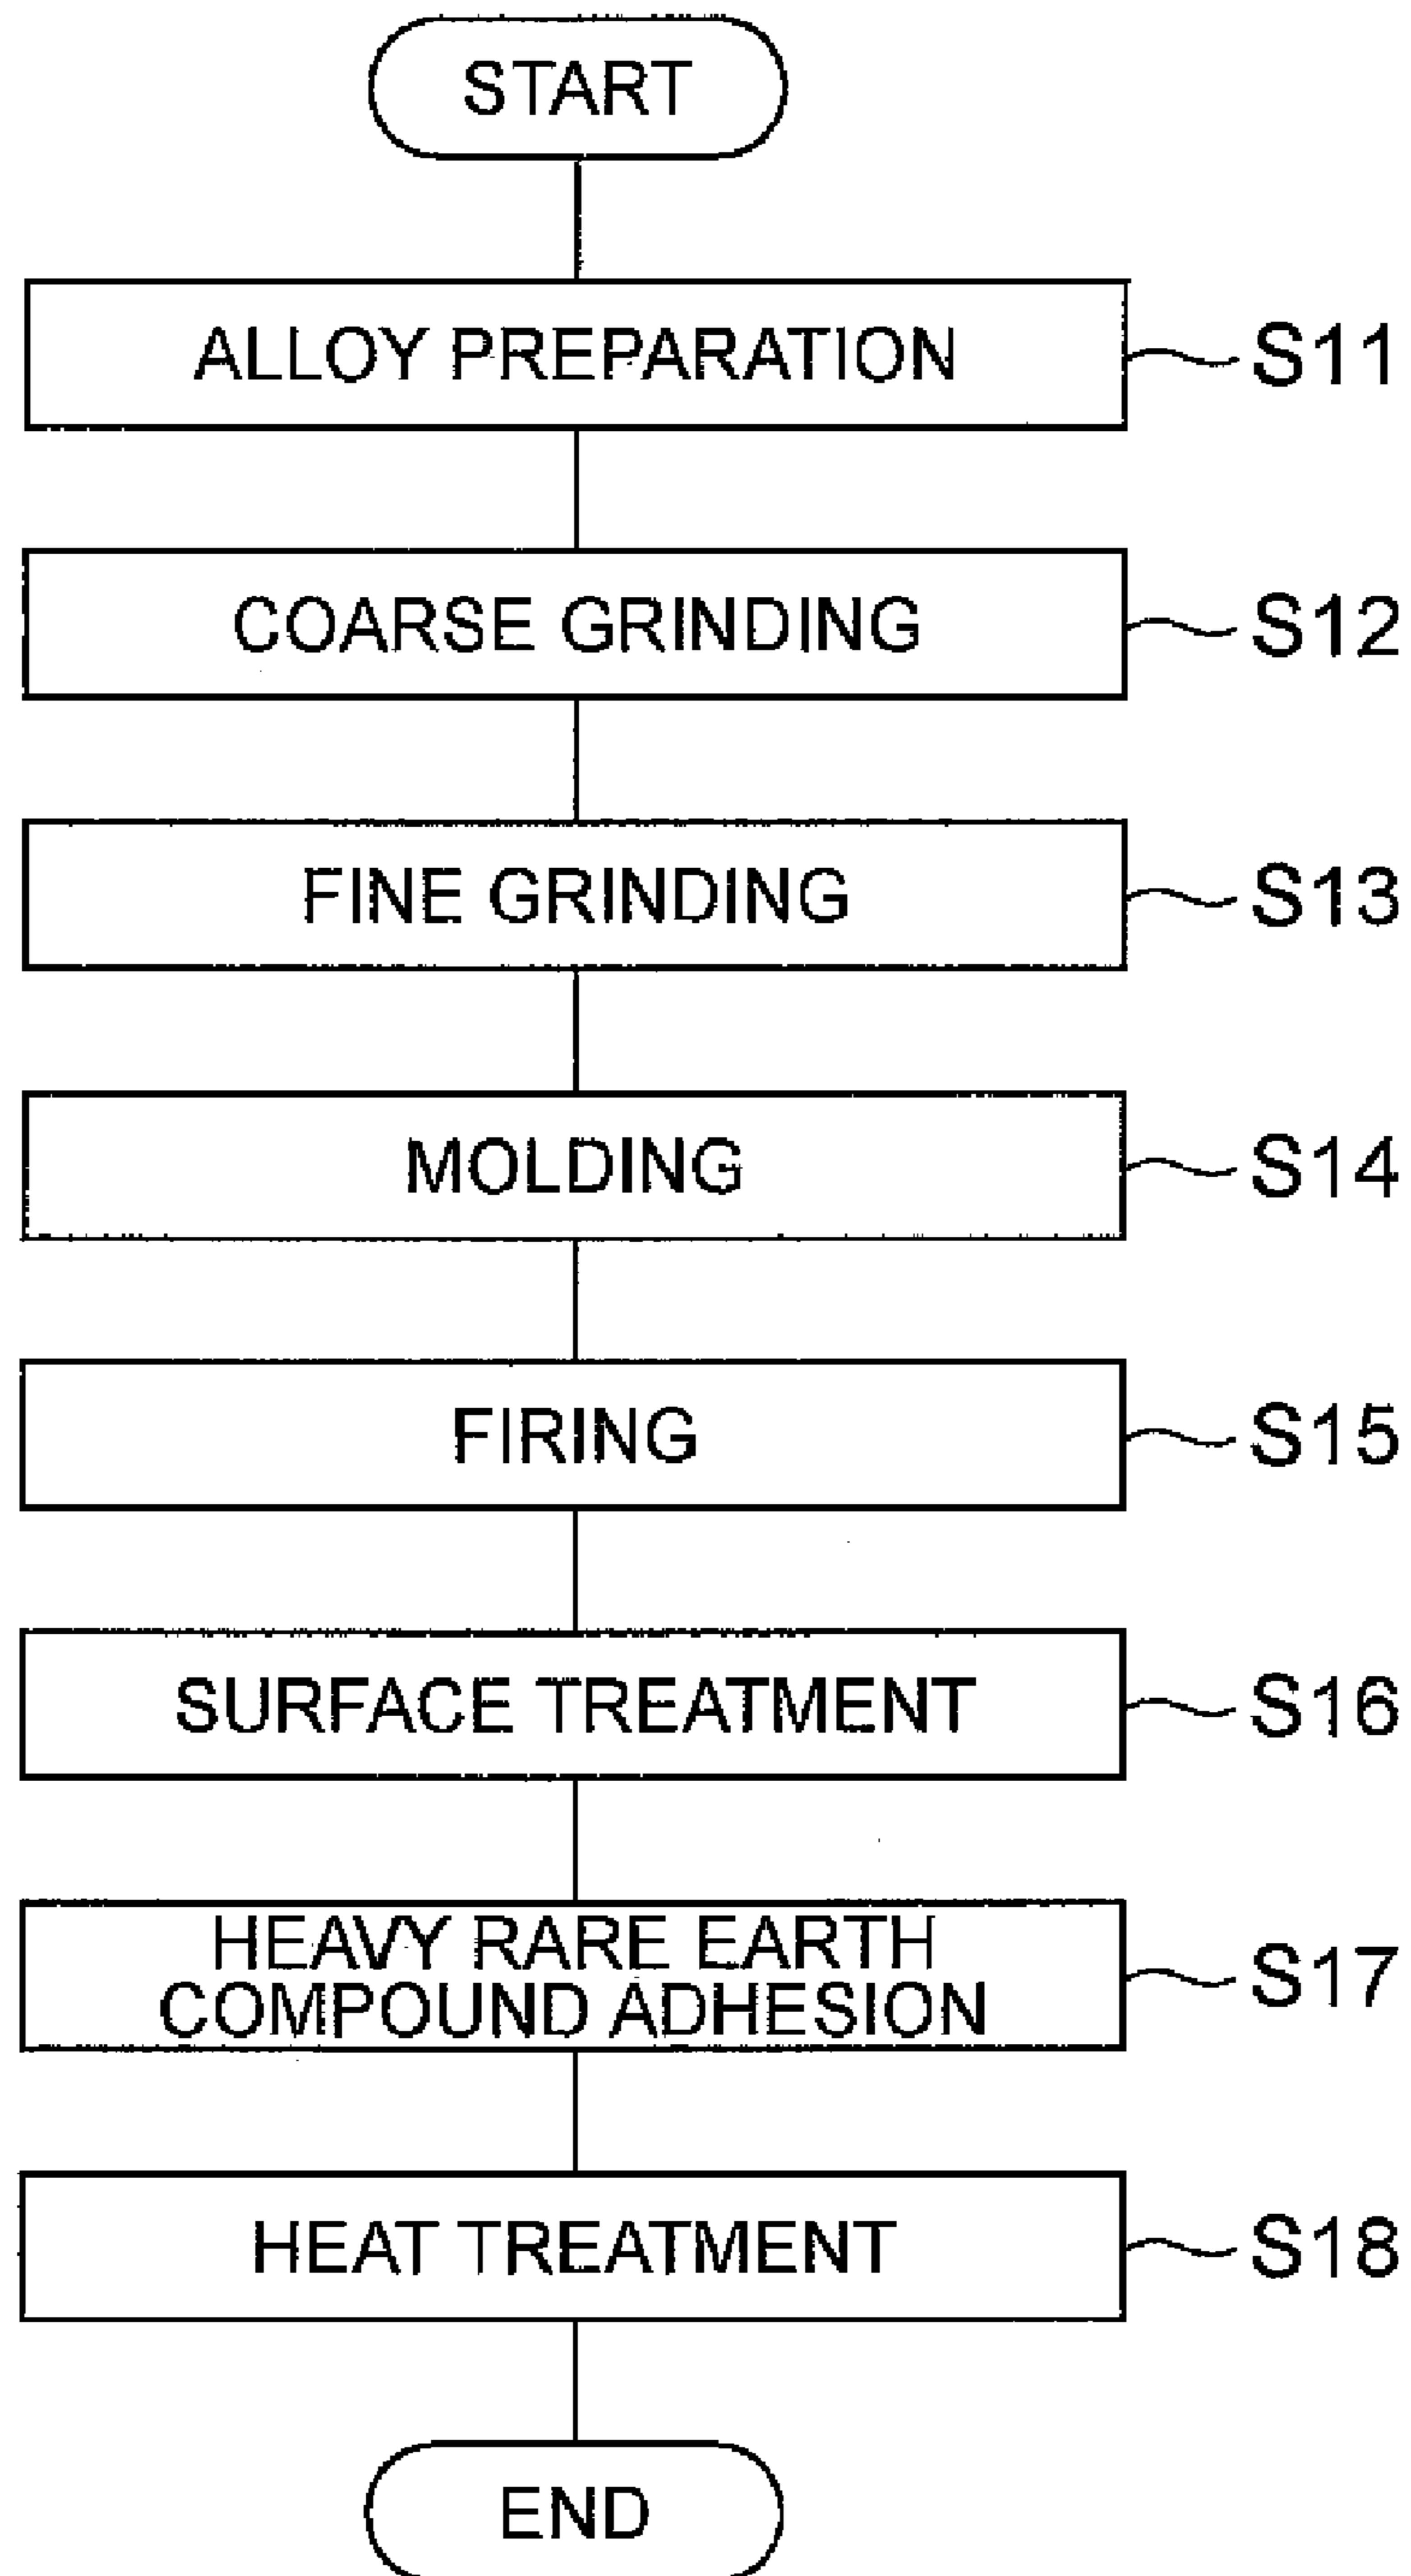 START
ALLOY PREPARATION S11
COARSE GRINDING S12
FINE GRINDING S13
MOLDING S14
FIRING S15
SURFACE TREATMENT S16
HEAVY RARE EARTH
COMPOUND ADHESION S17
HEAT TREATMENT S18
END